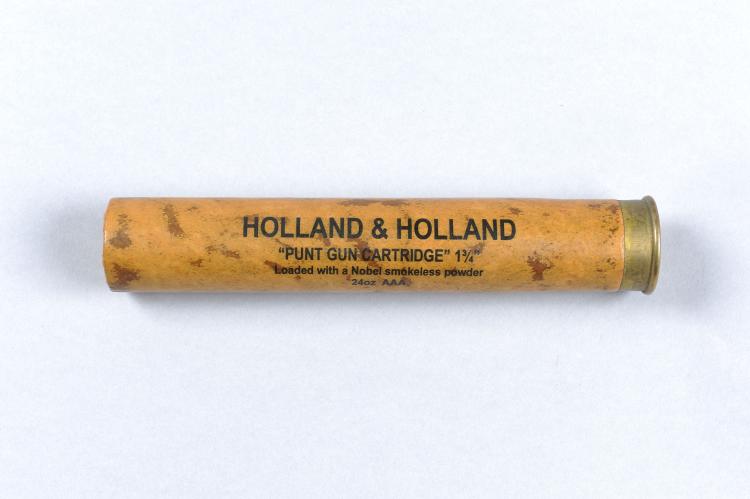 HOLLAND & HOLLAND
“PUNT GUN CARTRIDGE” 1¾”
Loaded with a Nobel smokeless powder
24oz AAA.